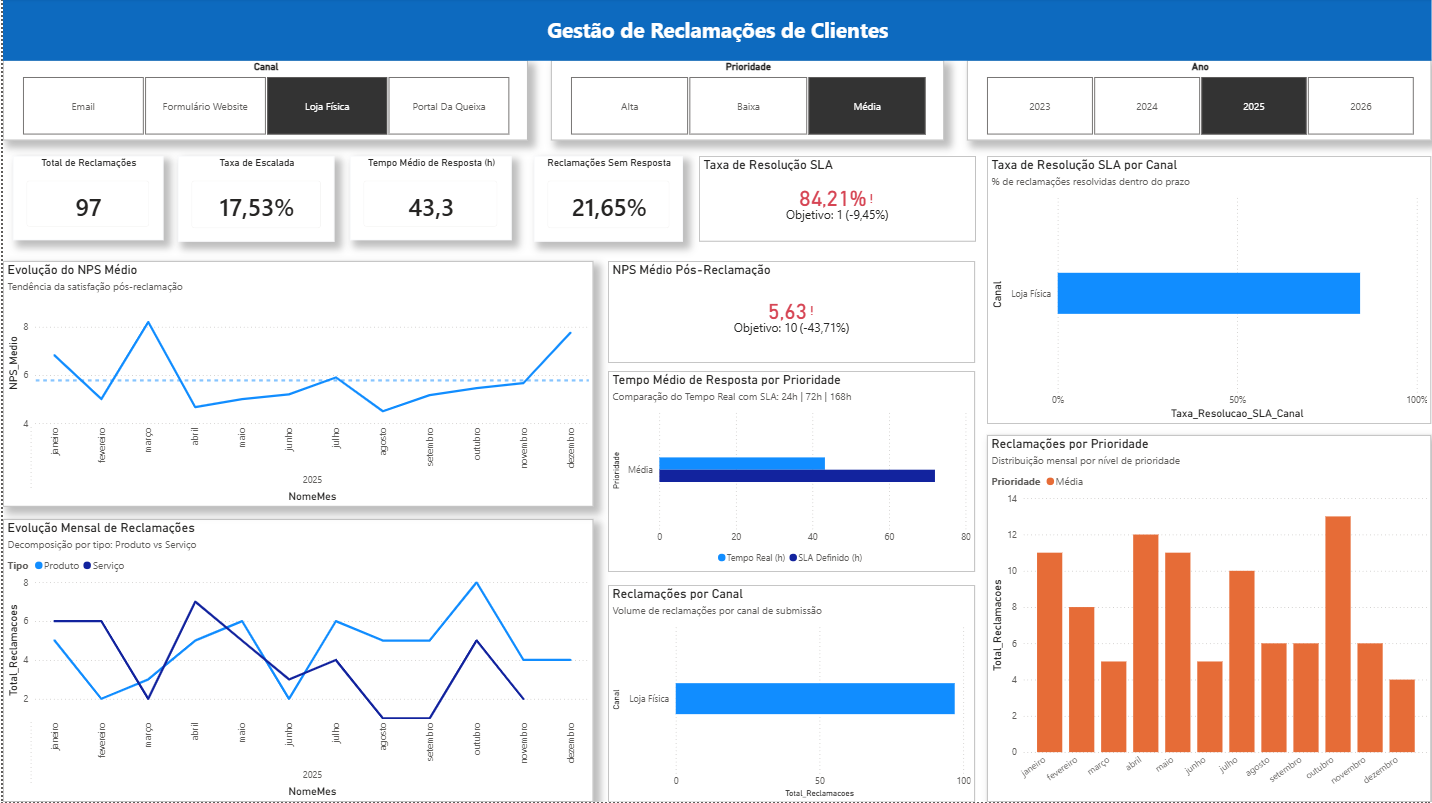 Gestão de Reclamações de Clientes
Canal
Email
Formulário Website
Loja Física
Portal Da Queixa
Prioridade
Alta
Baixa
Média
Ano
2023
2024
2025
2026
Total de Reclamações
97
Taxa de Escalada
17,53%
Tempo Médio de Resposta (h)
43,3
Reclamações Sem Resposta
21,65%
Taxa de Resolução SLA
84,21% !
Objetivo: 1 (-9,45%)
Taxa de Resolução SLA por Canal
% de reclamações resolvidas dentro do prazo
Canal
Loja Física
0%
50%
100%
Taxa_Resolucao_SLA_Canal
Evolução do NPS Médio
Tendência da satisfação pós-reclamação
NPS_Medio
8
6
4
janeiro
fevereiro
março
abril
maio
junho
julho
agosto
setembro
outubro
novembro
dezembro
2025
NomeMes
NPS Médio Pós-Reclamação
5,63 !
Objetivo: 10 (-43,71%)
Tempo Médio de Resposta por Prioridade
Comparação do Tempo Real com SLA: 24h | 72h | 168h
Prioridade
Média
0
20
40
60
80
Tempo Real (h)
SLA Definido (h)
Evolução Mensal de Reclamações
Decomposição por tipo: Produto vs Serviço
Tipo
Produto
Serviço
Total_Reclamacoes
8
6
4
2
janeiro
fevereiro
março
abril
maio
junho
julho
agosto
setembro
outubro
novembro
dezembro
2025
NomeMes
Reclamações por Canal
Volume de reclamações por canal de submissão
Canal
Loja Física
0
50
100
Total_Reclamacoes
Reclamações por Prioridade
Distribuição mensal por nível de prioridade
Prioridade
Média
Total_Reclamacoes
14
12
10
8
6
4
2
0
janeiro
fevereiro
março
abril
maio
junho
julho
agosto
setembro
outubro
novembro
dezembro